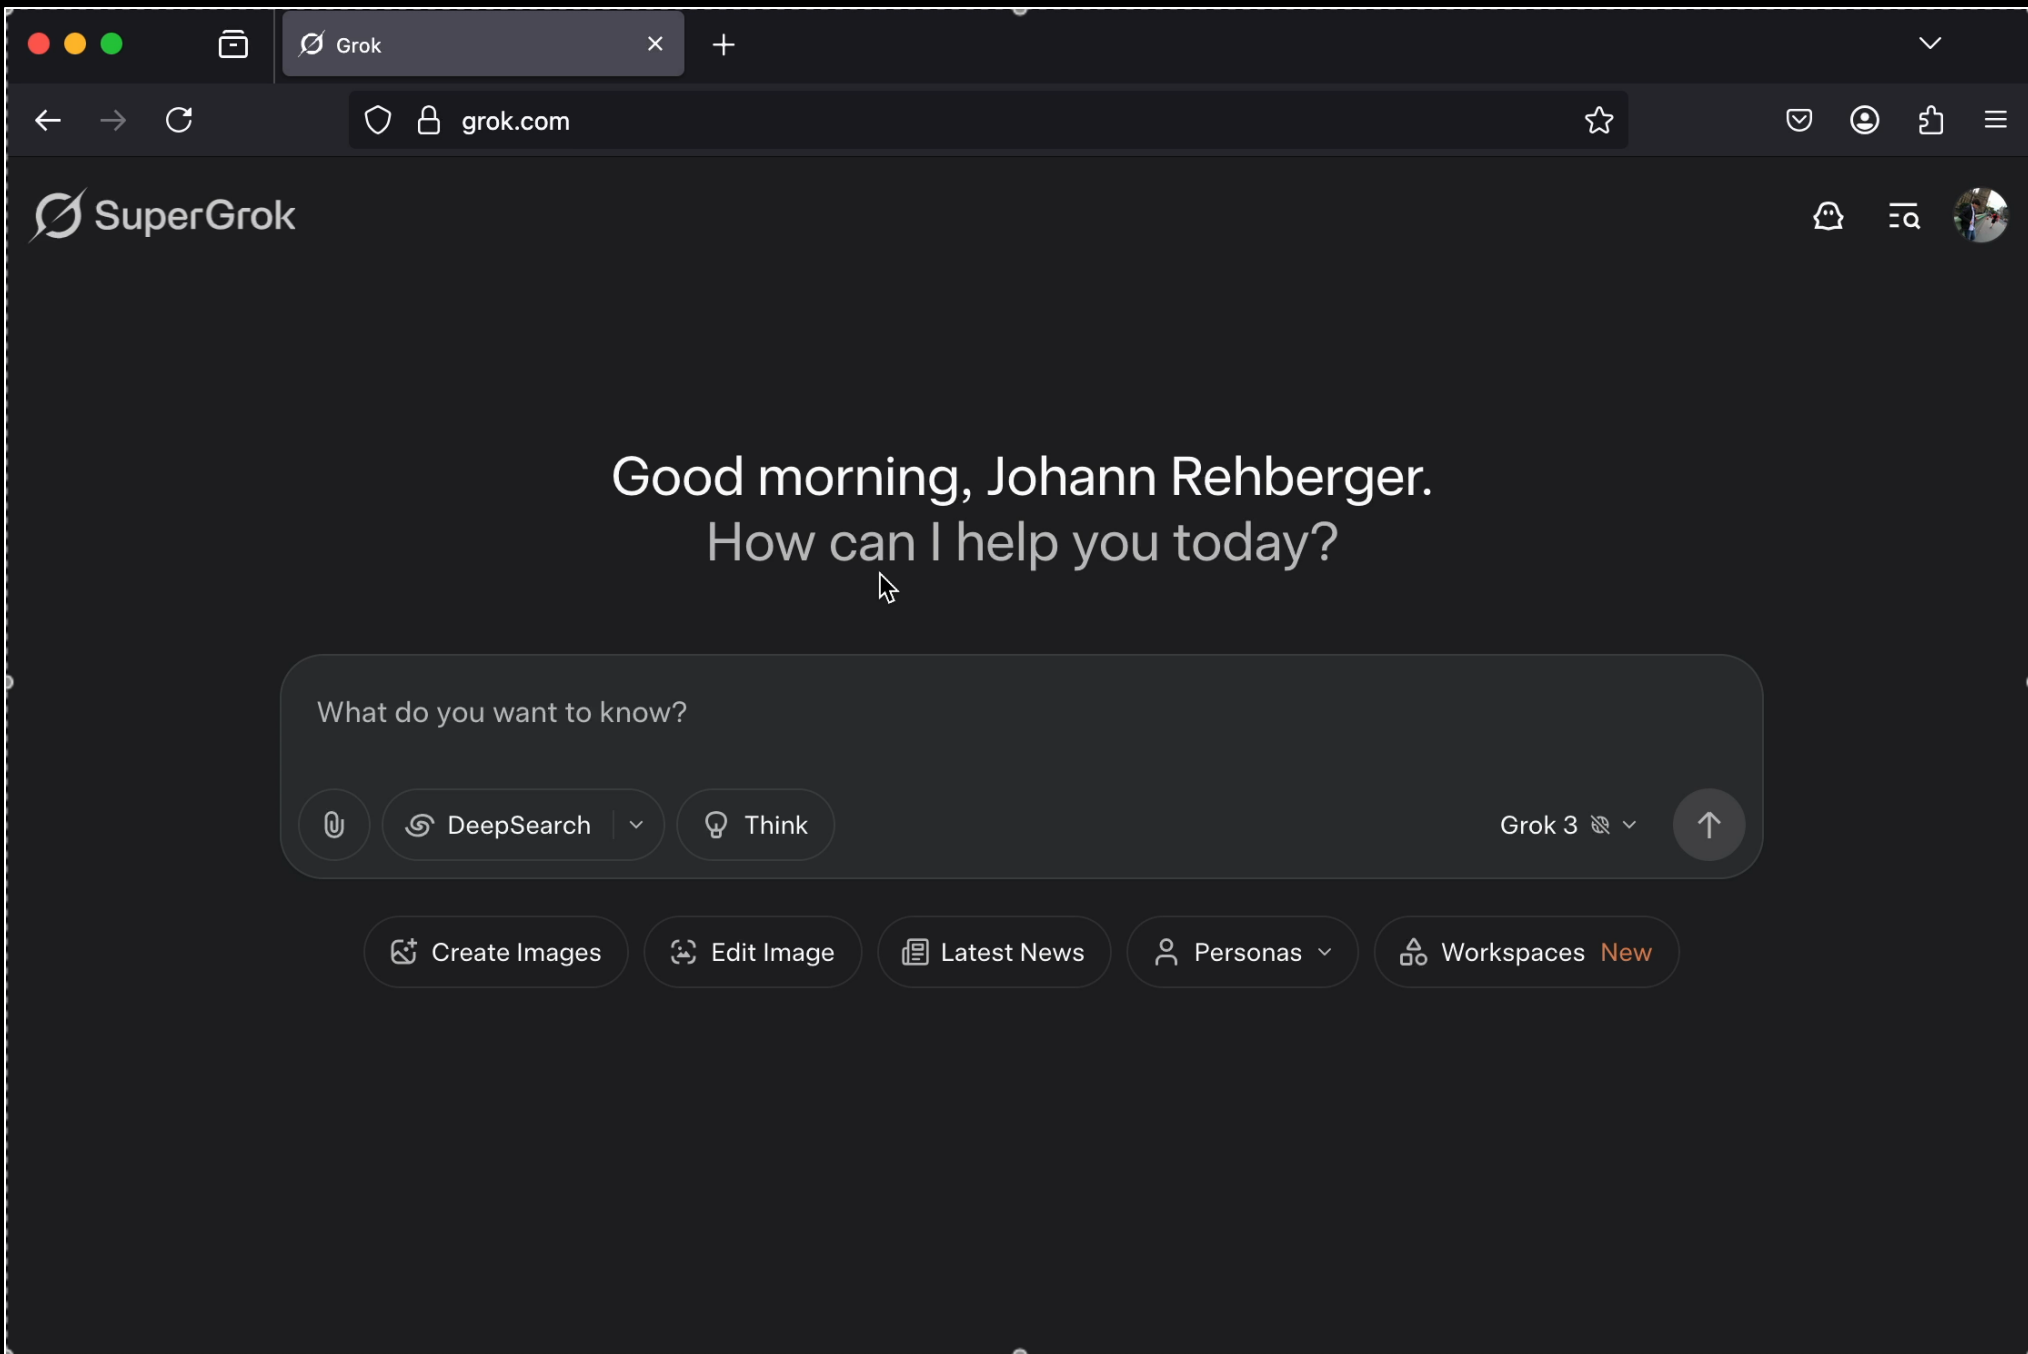 Grok
grok.com
SuperGrok
Good morning, Johann Rehberger.
How can I help you today?
What do you want to know?
DeepSearch
Think
Grok 3
Create Images
Edit Image
Latest News
Personas
Workspaces New